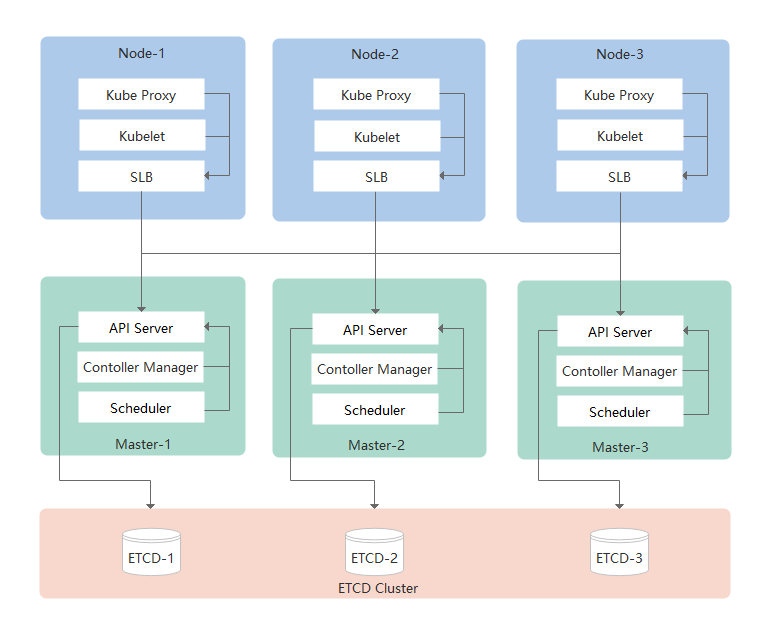 Node-1
Kube Proxy
Kubelet
SLB
Node-2
Kube Proxy
Kubelet
SLB
Node-3
Kube Proxy
Kubelet
SLB
API Server
Contoller Manager
Scheduler
Master-1
API Server
Contoller Manager
Scheduler
Master-2
API Server
Contoller Manager
Scheduler
Master-3
ETCD-1
ETCD-2
ETCD-3
ETCD Cluster